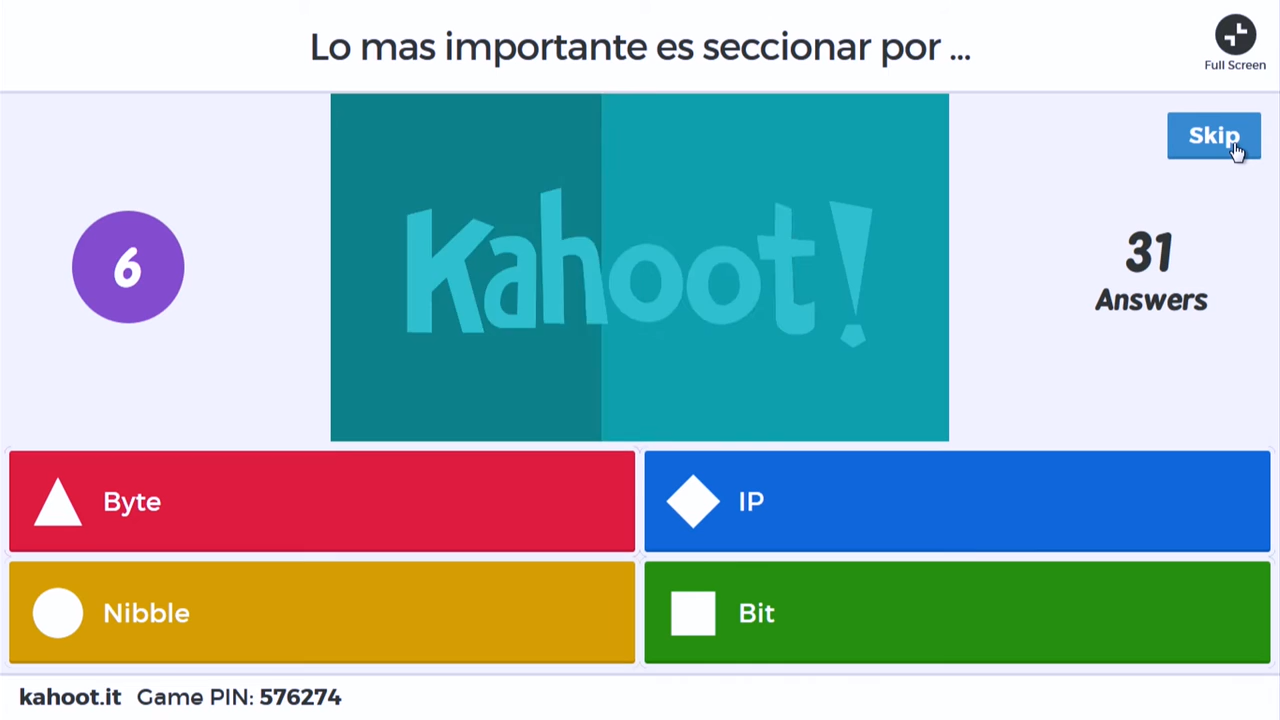 Lo mas importante es seccionar por ...
Full Screen
Skip
6
Kahoot!
31
Answers
Byte
IP
Nibble
Bit
kahoot.it Game PIN: 576274